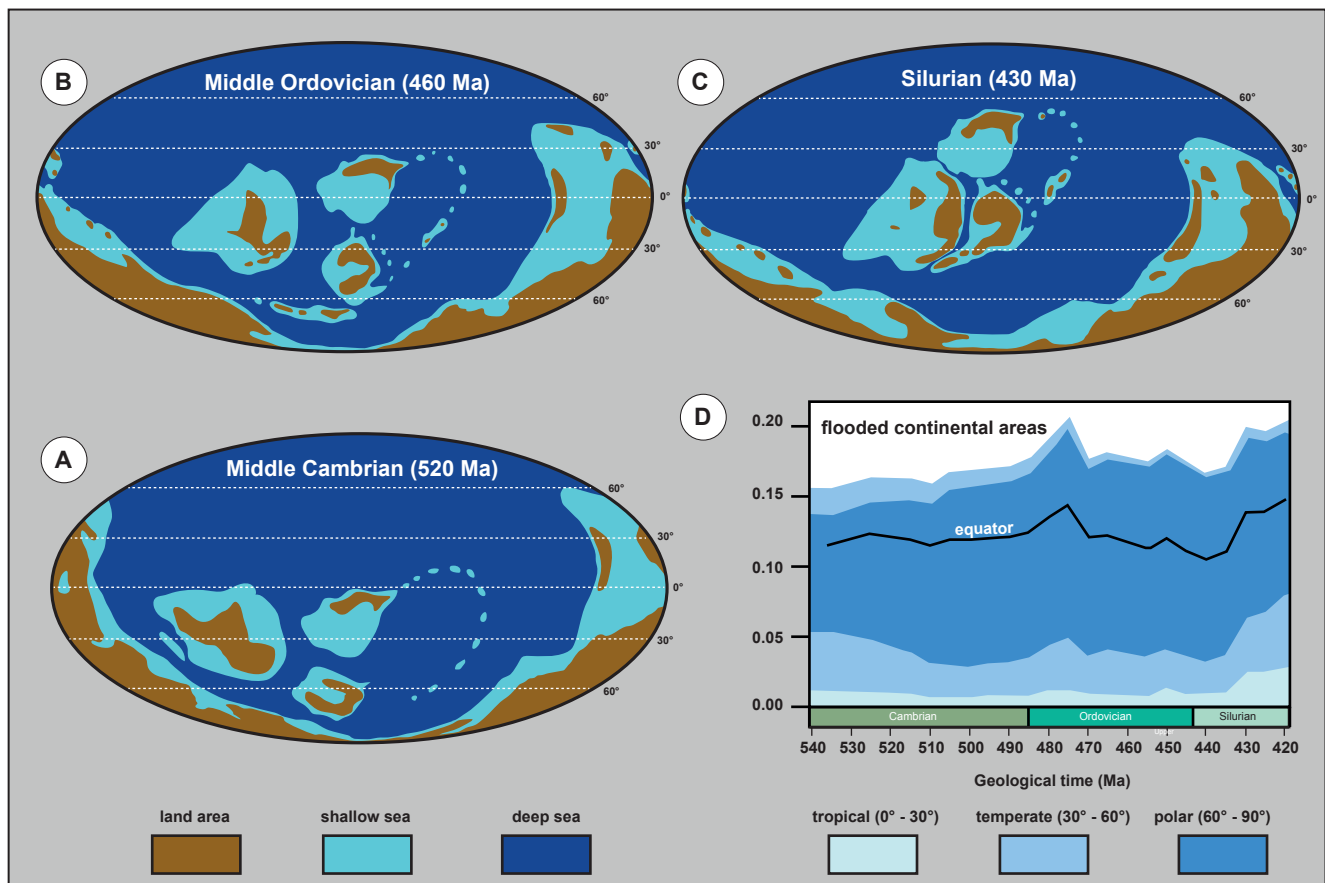 B
Middle Ordovician (460 Ma)
60°
30°
0°
30°
60°
C
Silurian (430 Ma)
60°
30°
0°
30°
60°
A
Middle Cambrian (520 Ma)
60°
30°
0°
30°
60°
D
flooded continental areas
equator
0.20
0.15
0.10
0.05
0.00
Cambrian
Ordovician
Silurian
Upper
540 530 520 510 500 490 480 470 460 450 440 430 420
Geological time (Ma)
land area
shallow sea
deep sea
tropical (0° - 30°)
temperate (30° - 60°)
polar (60° - 90°)